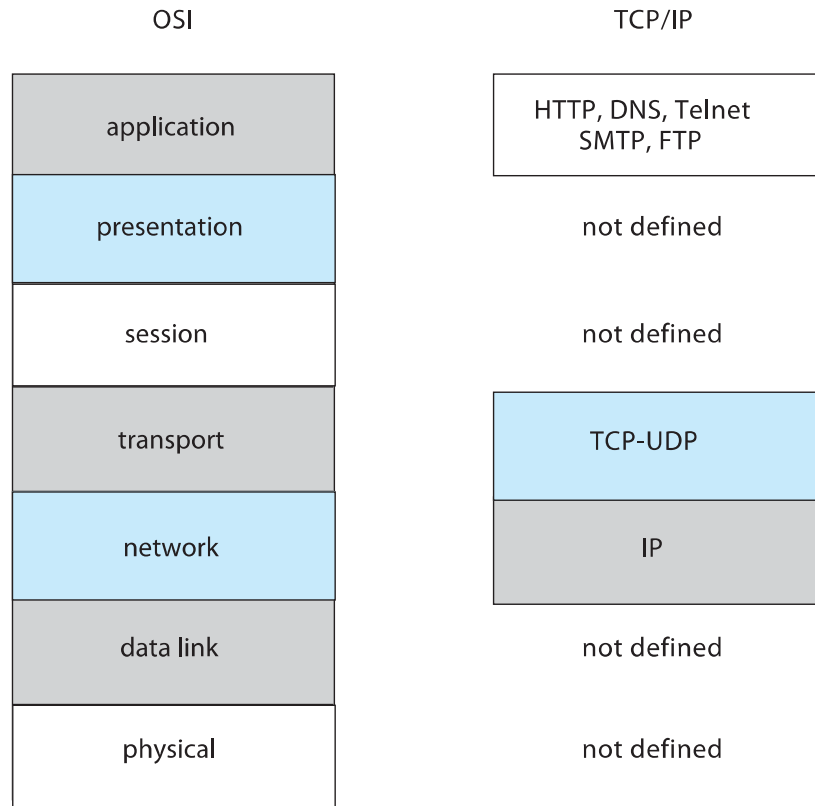 OSI
TCP/IP
application
HTTP, DNS, Telnet
SMTP, FTP
presentation
not defined
session
not defined
transport
TCP-UDP
network
IP
data link
not defined
physical
not defined